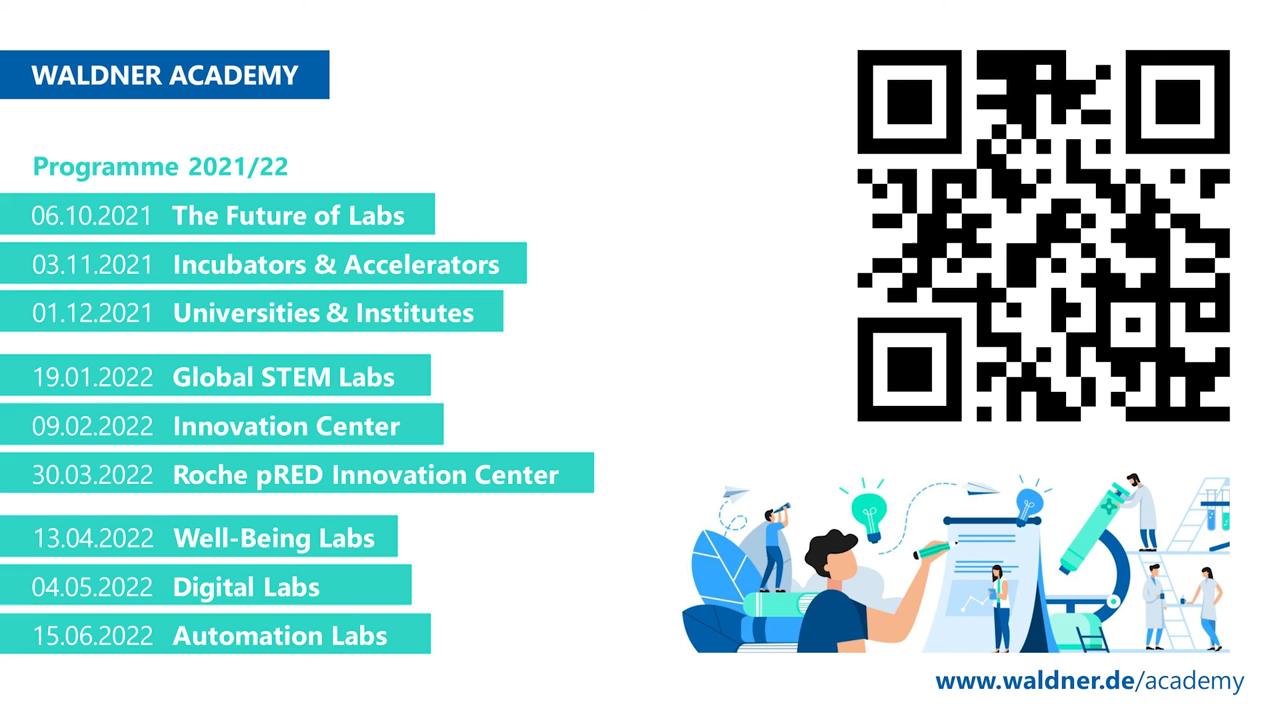 WALDNER ACADEMY
Programme 2021/22
06.10.2021 The Future of Labs
03.11.2021 Incubators & Accelerators
01.12.2021 Universities & Institutes
19.01.2022 Global STEM Labs
09.02.2022 Innovation Center
30.03.2022 Roche pRED Innovation Center
13.04.2022 Well-Being Labs
04.05.2022 Digital Labs
15.06.2022 Automation Labs
www.waldner.de/academy